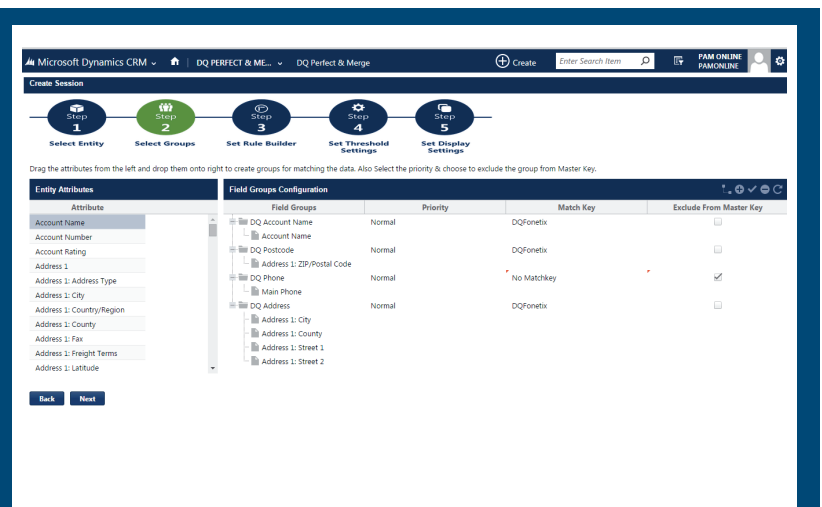 Microsoft Dynamics CRM DQ PERFECT & ME... DQ Perfect & Merge Create Enter Search Item PAM ONLINE
PAMONLINE
Create Session
Step Step Step Step Step
1 2 3 4 5
Select Entity Select Groups Set Rule Builder Set Threshold Settings Set Display Settings
Drag the attributes from the left and drop them onto right to create groups for matching the data. Also Select the priority & choose to exclude the group from Master Key.
Entity Attributes Field Groups Configuration
Attribute Field Groups Priority Match Key Exclude From Master Key
Account Name DQ Account Name Normal DQFonetix
Account Number Account Name
Account Rating DQ Postcode Normal DQFonetix
Address 1 Address 1: ZIP/Postal Code
Address 1: Address Type DQ Phone Normal No Matchkey
Address 1: City Main Phone
Address 1: Country/Region DQ Address Normal DQFonetix
Address 1: County Address 1: City
Address 1: Fax Address 1: County
Address 1: Freight Terms Address 1: Street 1
Address 1: Latitude Address 1: Street 2
Back Next